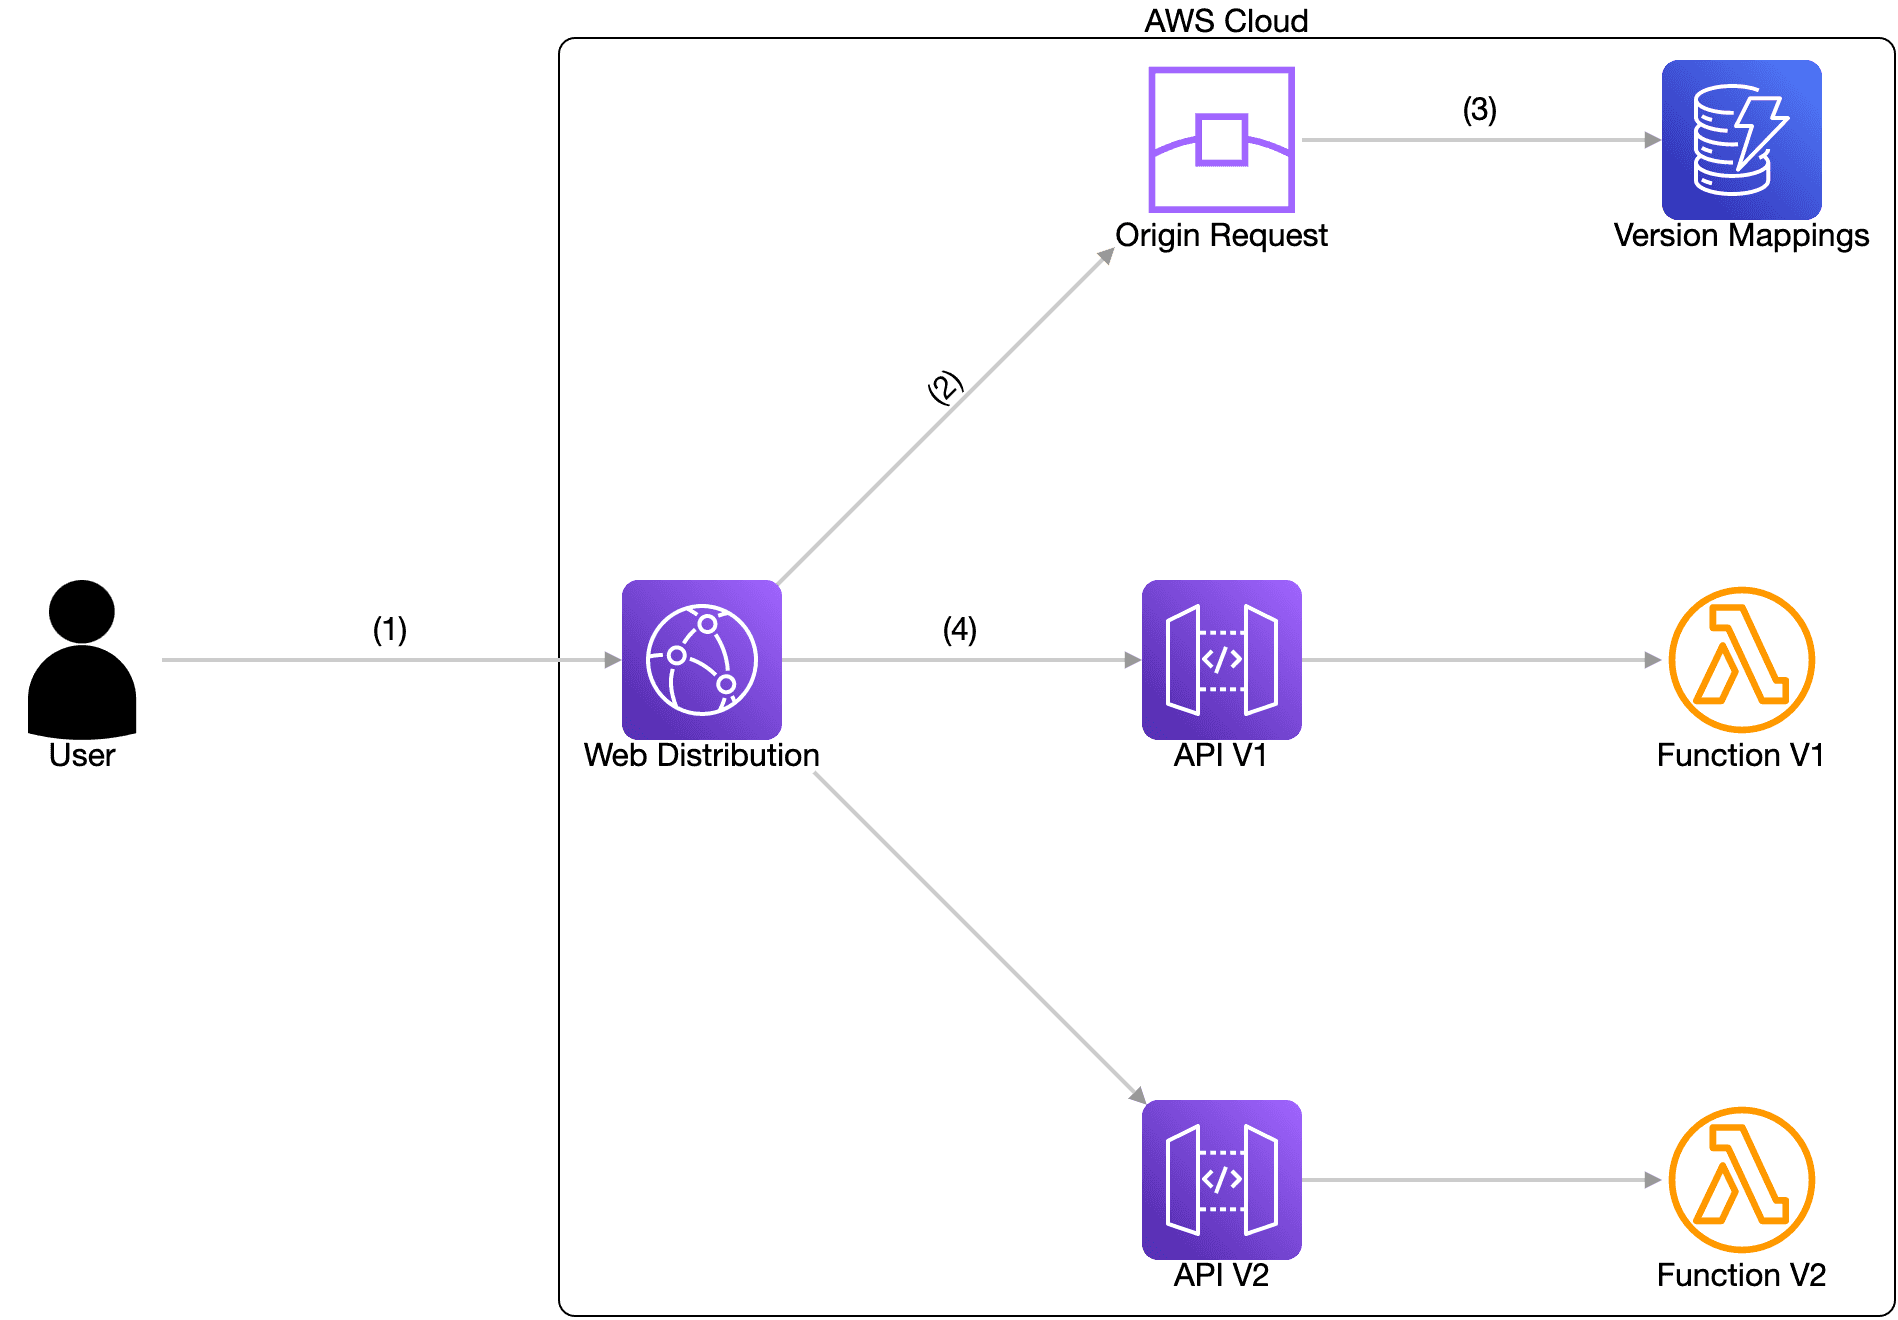 AWS Cloud
(3)
Origin Request
Version Mappings
(2)
(1)
(4)
</>
User
Web Distribution
API V1
Function V1
</>
API V2
Function V2